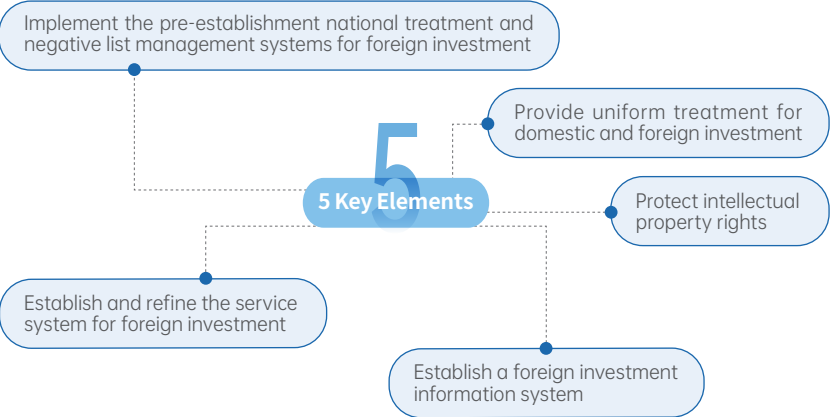 Implement the pre-establishment national treatment and
negative list management systems for foreign investment
Provide uniform treatment for
domestic and foreign investment
5
5 Key Elements
Protect intellectual
property rights
Establish and refine the service
system for foreign investment
Establish a foreign investment
information system